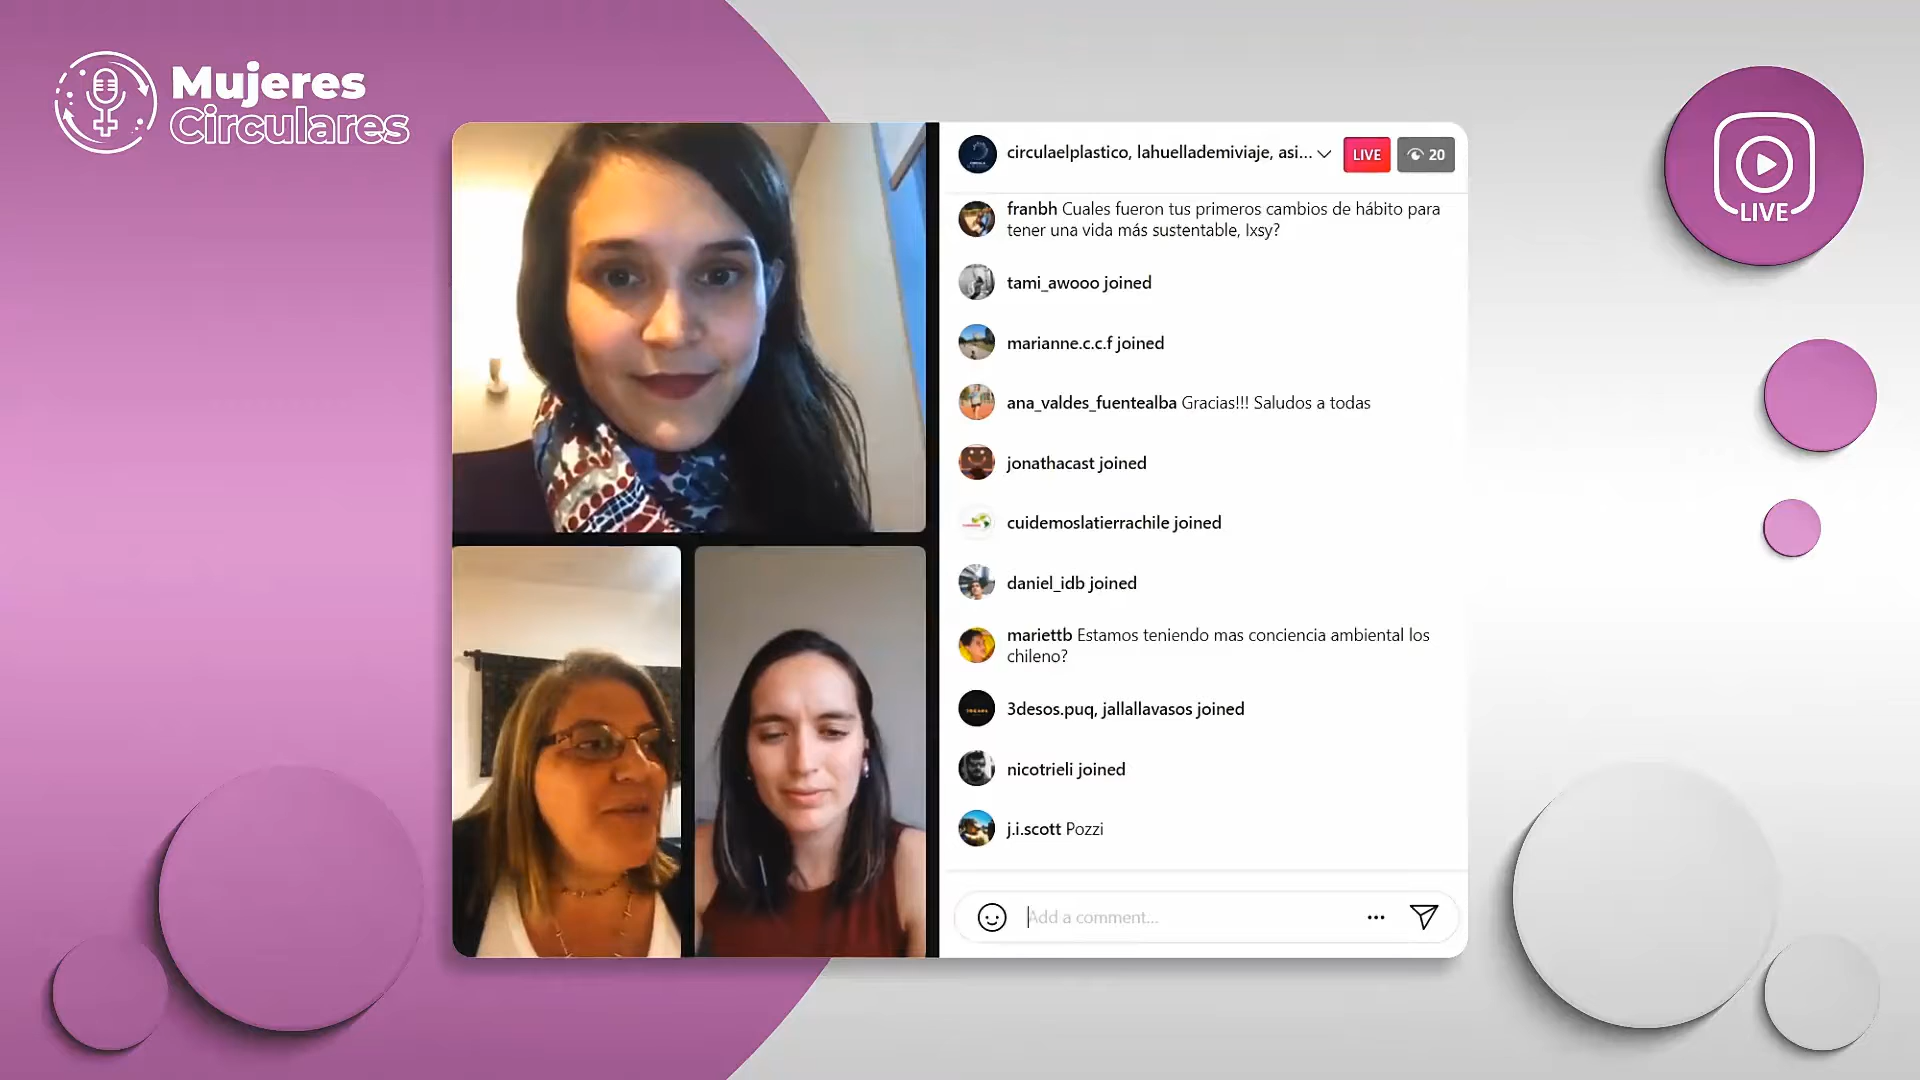 Mujeres
Circulares
circulaelplastico, lahuellademiviaje, asi...
LIVE
20
LIVE
franbh Cuales fueron tus primeros cambios de hábito para
tener una vida más sustentable, Ixsy?
tami_awooo joined
marianne.c.c.f joined
ana_valdes_fuentealba Gracias!!! Saludos a todas
jonathacast joined
cuidemoslatierrachile joined
daniel_idb joined
mariettb Estamos teniendo mas conciencia ambiental los
chileno?
3desos.puq, jallallavasos joined
nicotrieli joined
j.i.scott Pozzi
Add a comment...